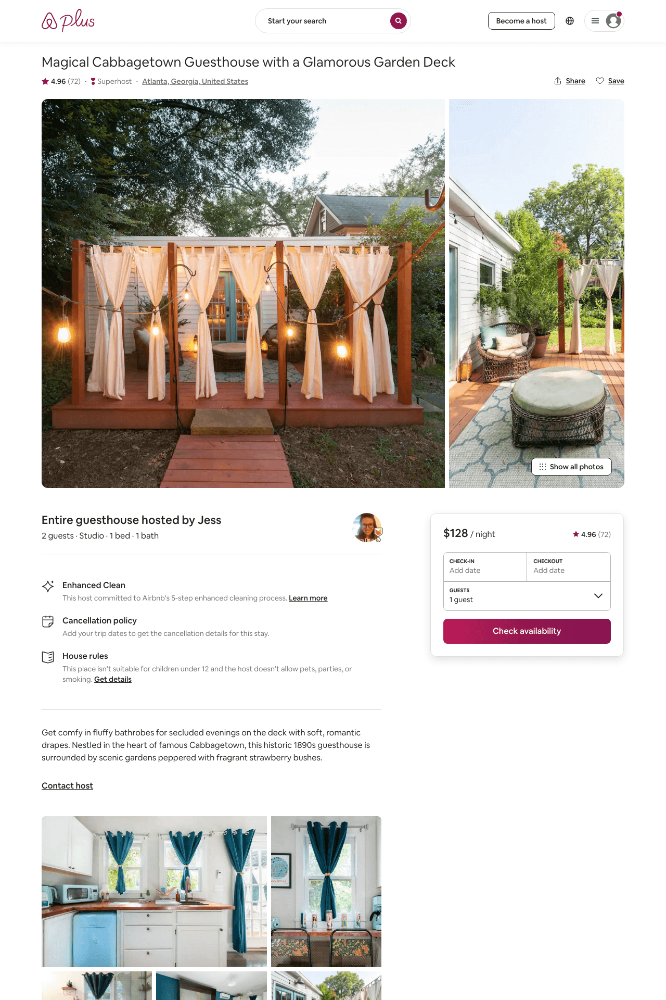 plus
Start your search
Become a host
Magical Cabbagetown Guesthouse with a Glamorous Garden Deck
4.96 (72) · Superhost · Atlanta, Georgia, United States
Share
Save
Show all photos
Entire guesthouse hosted by Jess
2 guests · Studio · 1 bed · 1 bath
$128 / night
4.96 (72)
CHECK-IN
Add date
CHECKOUT
Add date
GUESTS
1 guest
Check availability
Enhanced Clean
This host committed to Airbnb's 5-step enhanced cleaning process. Learn more
Cancellation policy
Add your trip dates to get the cancellation details for this stay.
House rules
This place isn't suitable for children under 12 and the host doesn't allow pets, parties, or
smoking. Get details
Get comfy in fluffy bathrobes for secluded evenings on the deck with soft, romantic
drapes. Nestled in the heart of famous Cabbagetown, this historic 1890s guesthouse is
surrounded by scenic gardens peppered with fragrant strawberry bushes.
Contact host